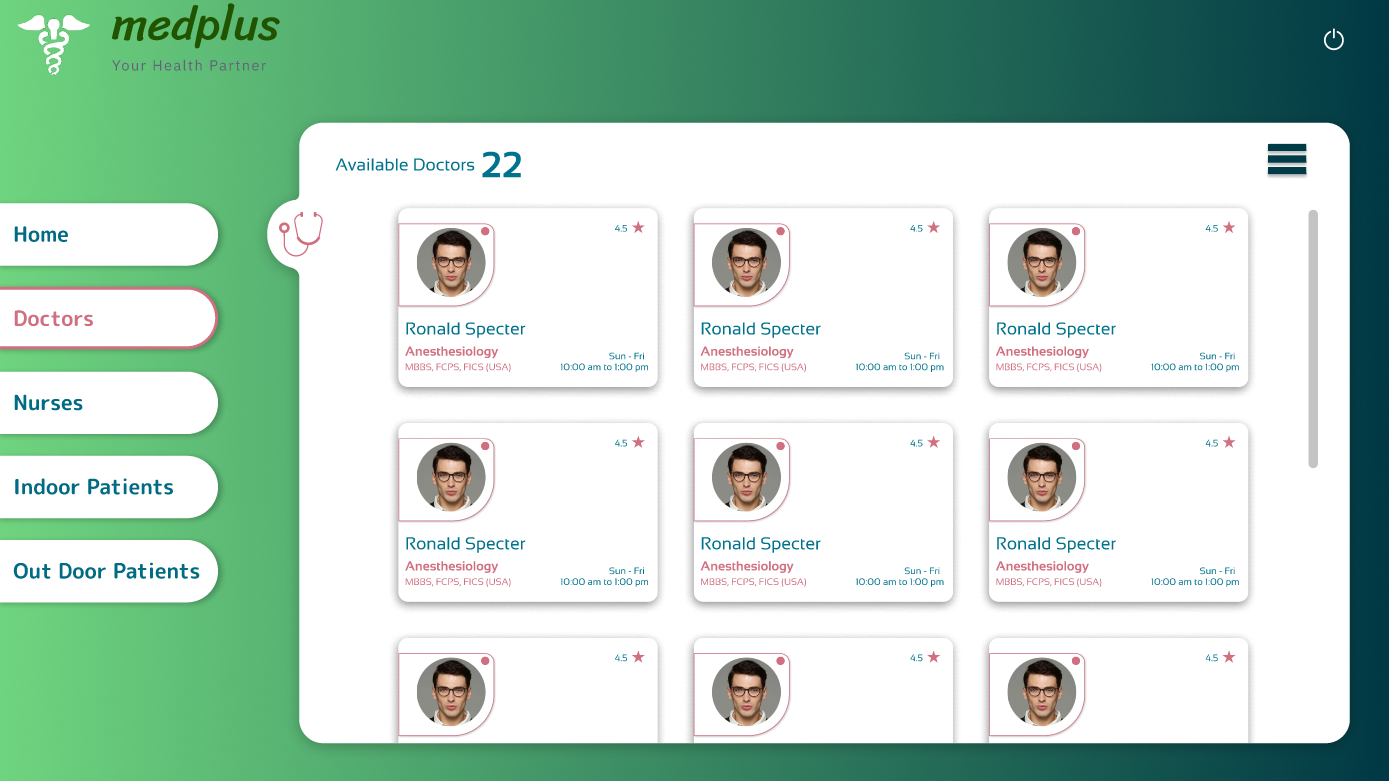 medplus
Your Health Partner
Available Doctors 22
Home
Doctors
Nurses
Indoor Patients
Out Door Patients
4.5
Ronald Specter
Anesthesiology
MBBS, FCPS, FICS (USA)
Sun - Fri
10:00 am to 1:00 pm
4.5
Ronald Specter
Anesthesiology
MBBS, FCPS, FICS (USA)
Sun - Fri
10:00 am to 1:00 pm
4.5
Ronald Specter
Anesthesiology
MBBS, FCPS, FICS (USA)
Sun - Fri
10:00 am to 1:00 pm
4.5
Ronald Specter
Anesthesiology
MBBS, FCPS, FICS (USA)
Sun - Fri
10:00 am to 1:00 pm
4.5
Ronald Specter
Anesthesiology
MBBS, FCPS, FICS (USA)
Sun - Fri
10:00 am to 1:00 pm
4.5
Ronald Specter
Anesthesiology
MBBS, FCPS, FICS (USA)
Sun - Fri
10:00 am to 1:00 pm
4.5
4.5
4.5